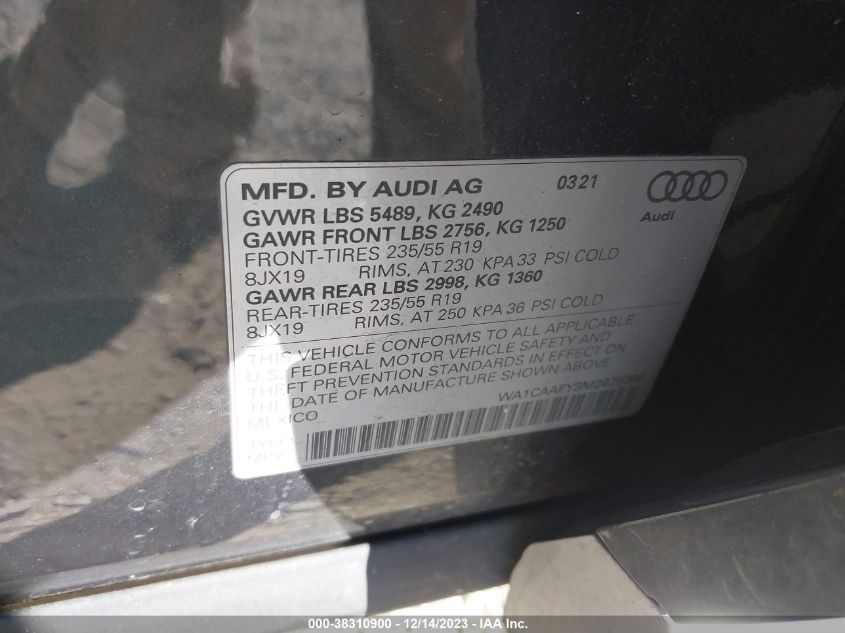 MFD. BY AUDI AG 0321
Audi
GVWR LBS 5489, KG 2490
GAWR FRONT LBS 2756, KG 1250
FRONT-TIRES 235/55 R19
8JX19 RIMS, AT 230 KPA 33 PSI COLD
GAWR REAR LBS 2998, KG 1360
REAR-TIRES 235/55 R19
8JX19 RIMS, AT 250 KPA 36 PSI COLD
THIS VEHICLE CONFORMS TO ALL APPLICABLE
U.S. FEDERAL MOTOR VEHICLE SAFETY AND
THEFT PREVENTION STANDARDS IN EFFECT ON
THE DATE OF MANUFACTURE SHOWN ABOVE.
MEXICO
000-38310900 - 12/14/2023 - IAA Inc.